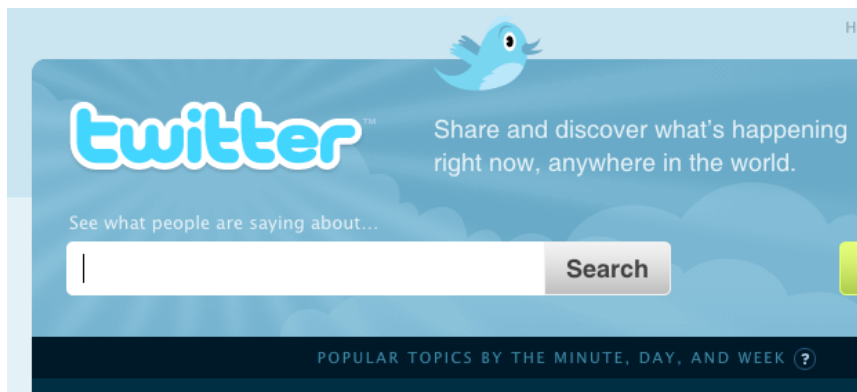 H
twitter™
Share and discover what's happening
right now, anywhere in the world.
See what people are saying about...
Search
POPULAR TOPICS BY THE MINUTE, DAY, AND WEEK ?